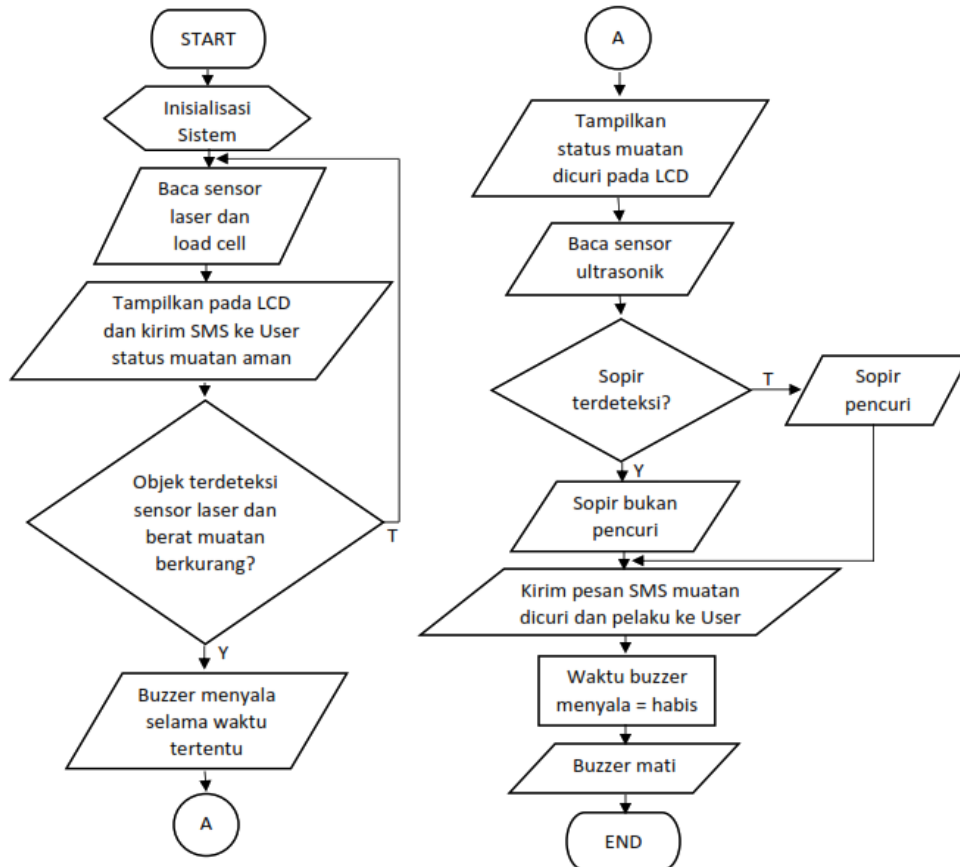 START
Inisialisasi
Sistem
Baca sensor
laser dan
load cell
Tampilkan pada LCD
dan kirim SMS ke User
status muatan aman
Objek terdeteksi
sensor laser dan
berat muatan
berkurang?
T
Y
Buzzer menyala
selama waktu
tertentu
A
A
Tampilkan
status muatan
dicuri pada LCD
Baca sensor
ultrasonik
Sopir
terdeteksi?
T
Sopir
pencuri
Y
Sopir bukan
pencuri
Kirim pesan SMS muatan
dicuri dan pelaku ke User
Waktu buzzer
menyala = habis
Buzzer mati
END